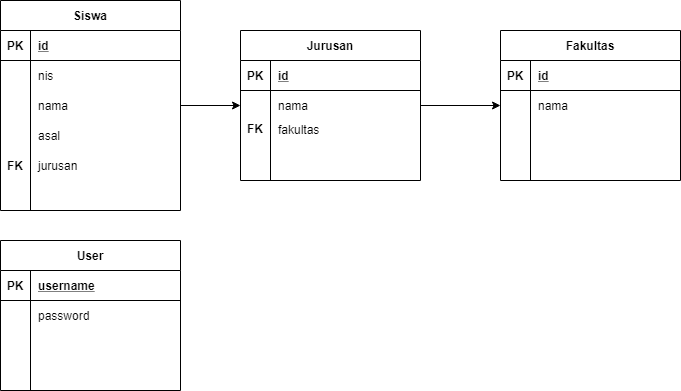 Siswa
PK id
nis
nama
asal
FK jurusan
Jurusan
PK id
nama
FK fakultas
Fakultas
PK id
nama
User
PK username
password